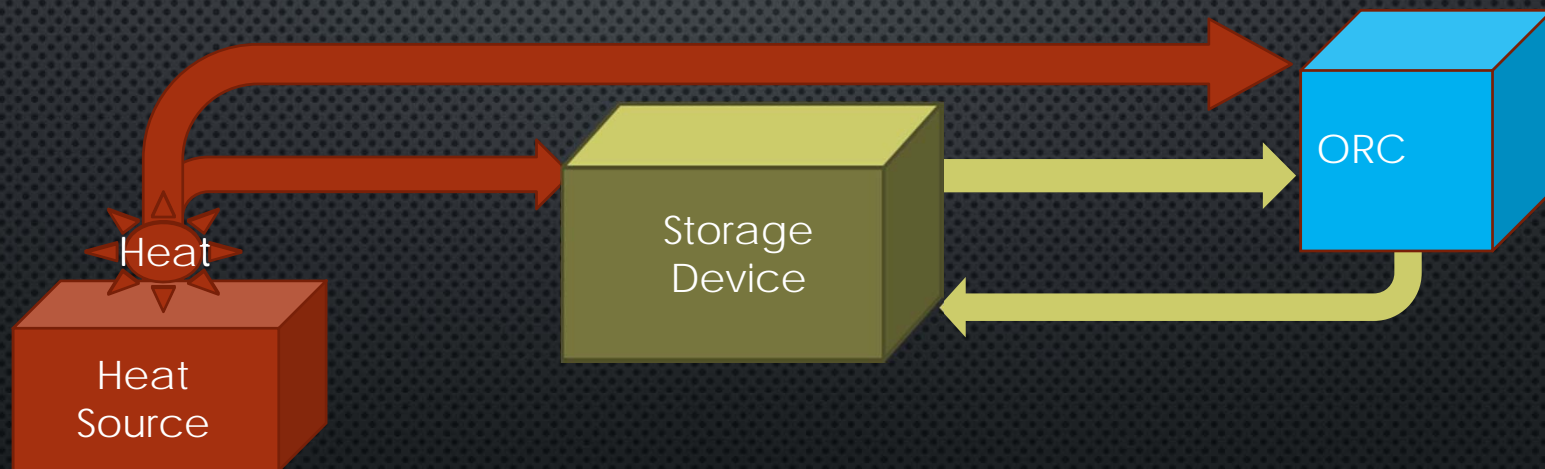 ORC
Heat
Storage
Device
Heat
Source